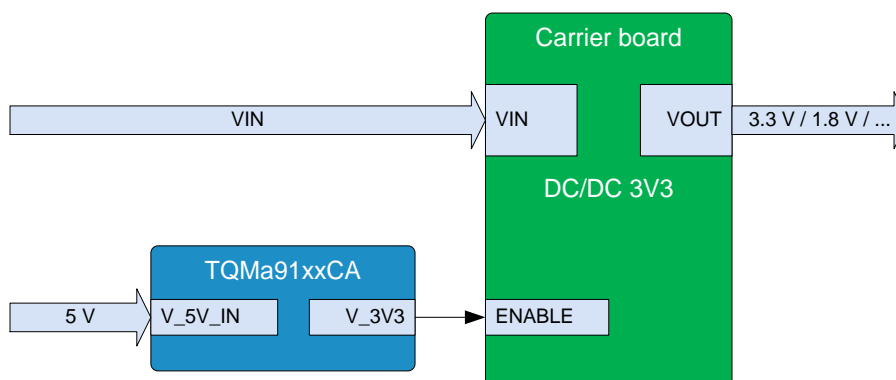 Carrier board
VIN
VIN
VOUT
3.3 V / 1.8 V / ...
DC/DC 3V3
TQMa91xxCA
5 V
V_5V_IN
V_3V3
ENABLE